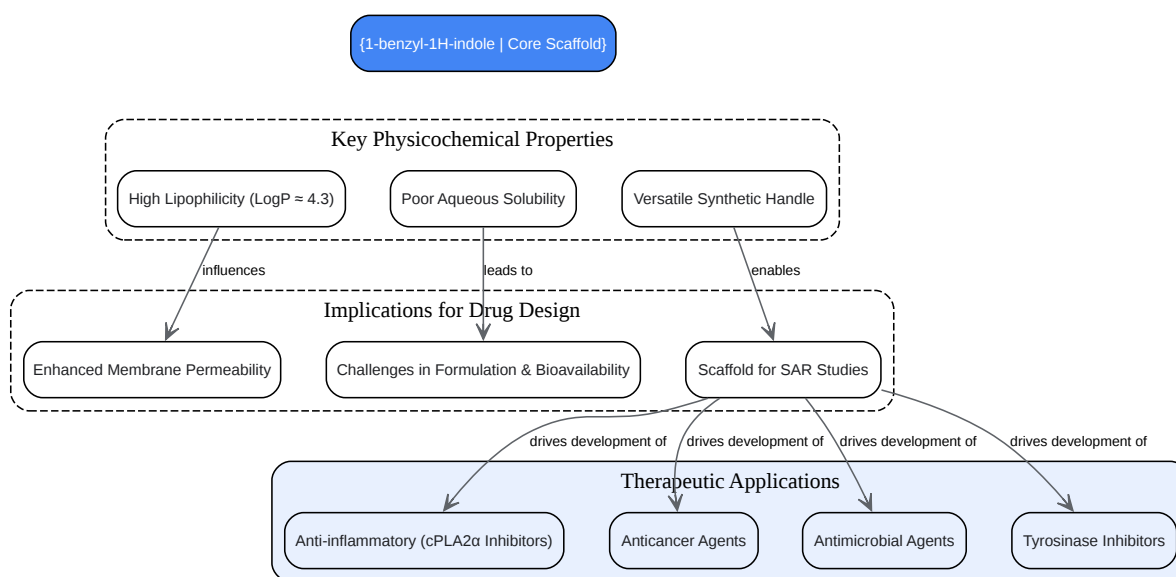 {1-benzyl-1H-indole | Core Scaffold}
Key Physicochemical Properties
High Lipophilicity (LogP ≈ 4.3)
Poor Aqueous Solubility
Versatile Synthetic Handle
influences
leads to
enables
Implications for Drug Design
Enhanced Membrane Permeability
Challenges in Formulation & Bioavailability
Scaffold for SAR Studies
drives development of
drives development of
drives development of
drives development of
Therapeutic Applications
Anti-inflammatory (cPLA2α Inhibitors)
Anticancer Agents
Antimicrobial Agents
Tyrosinase Inhibitors